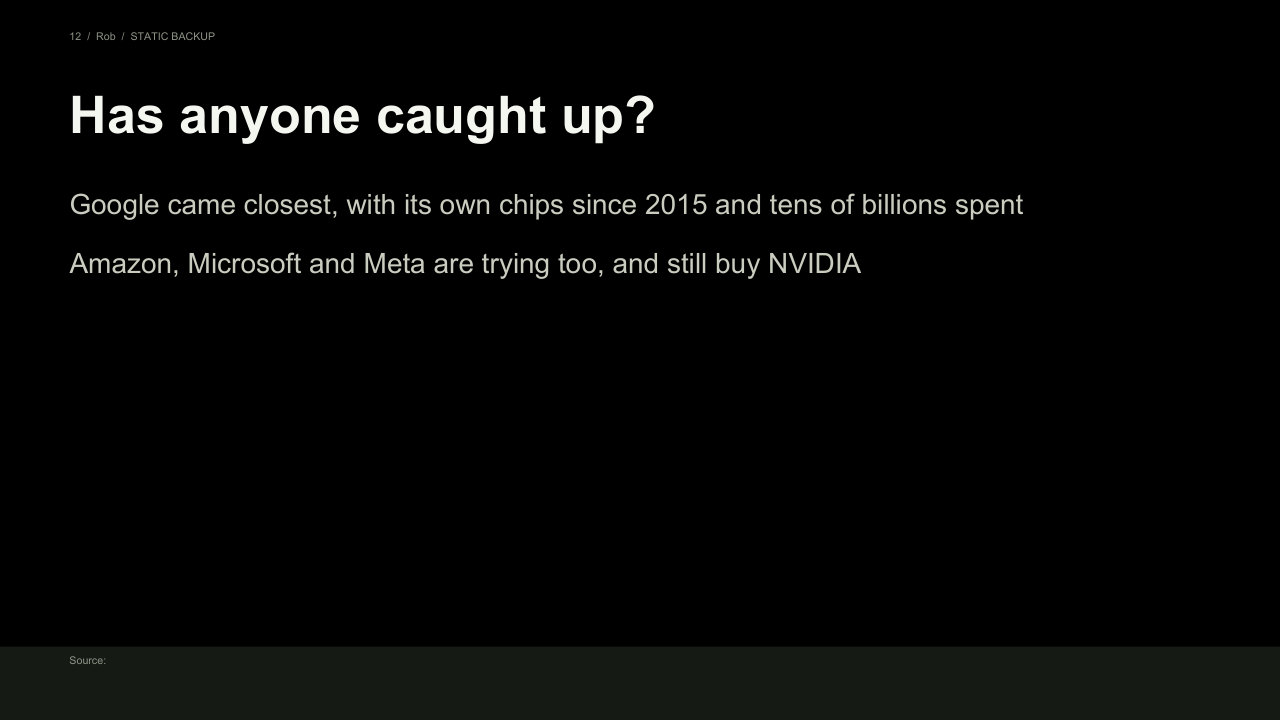 12 / Rob / STATIC BACKUP
Has anyone caught up?
Google came closest, with its own chips since 2015 and tens of billions spent
Amazon, Microsoft and Meta are trying too, and still buy NVIDIA
Source: